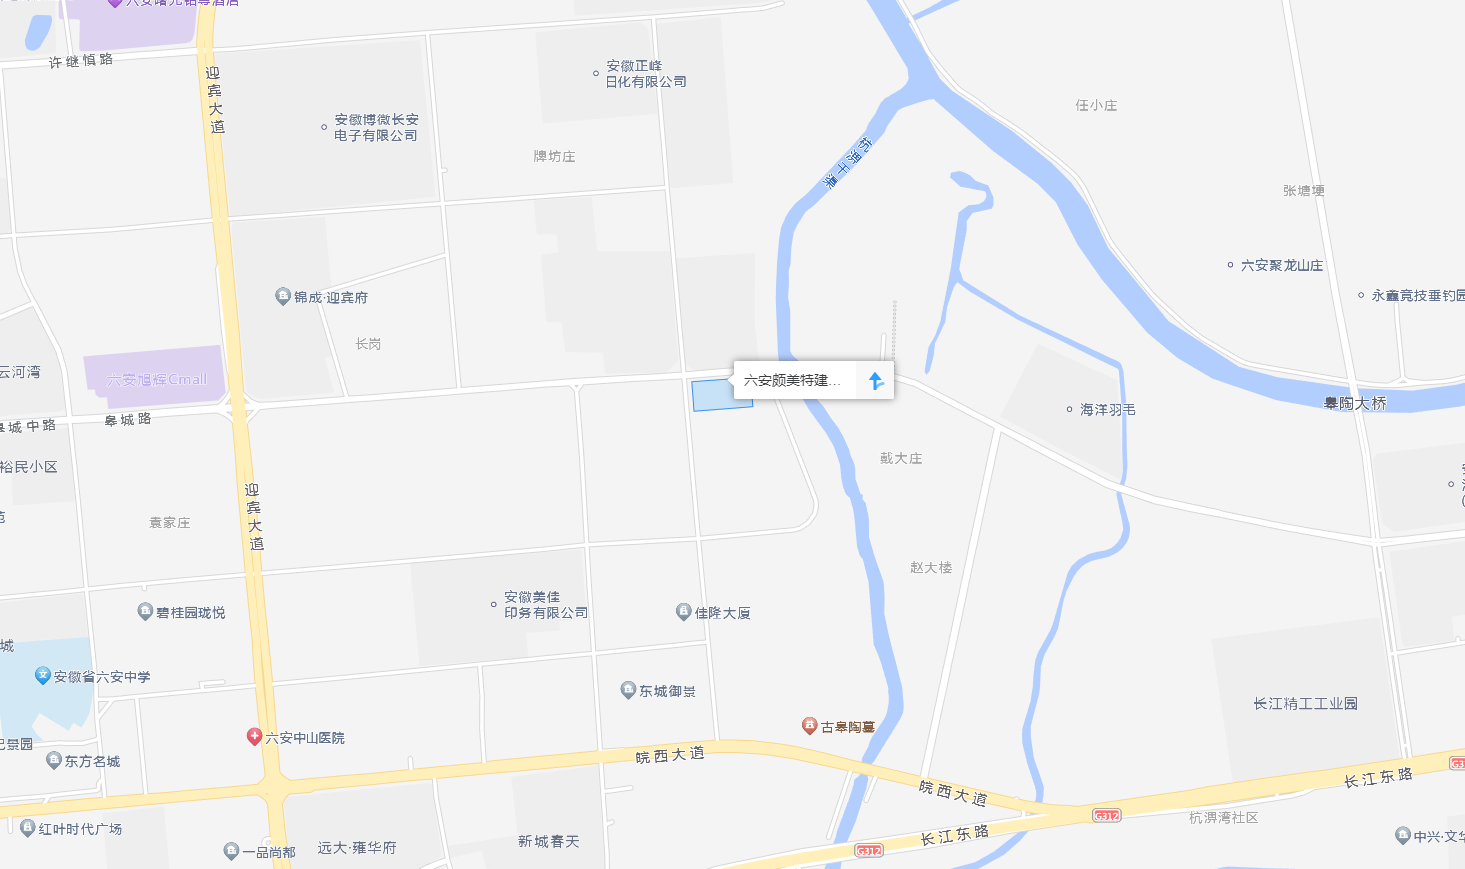 六安曙光铂尊酒店
许继慎路
迎宾大道
安徽正峰
日化有限公司
安徽博微长安
电子有限公司
牌坊庄
杭淠干渠
任小庄
张塘埂
六安聚龙山庄
永鑫竞技垂钓园
锦成·迎宾府
长岗
云河湾
六安旭辉Cmall
六安颇美特建...
皋城中路
皋城路
海洋羽毛
皋陶大桥
裕民小区
戴大庄
迎宾大道
袁家庄
赵大楼
安徽美佳
印务有限公司
碧桂园珑悦
佳隆大厦
城
安徽省六安中学
东城御景
长江精工工业园
古皋陶墓
六安中山医院
景园
东方名城
皖西大道
长江东路
G3
皖西大道
G312
杭淠湾社区
红叶时代广场
长江东路
新城春天
远大·雍华府
一品尚都
G312
中兴·文华